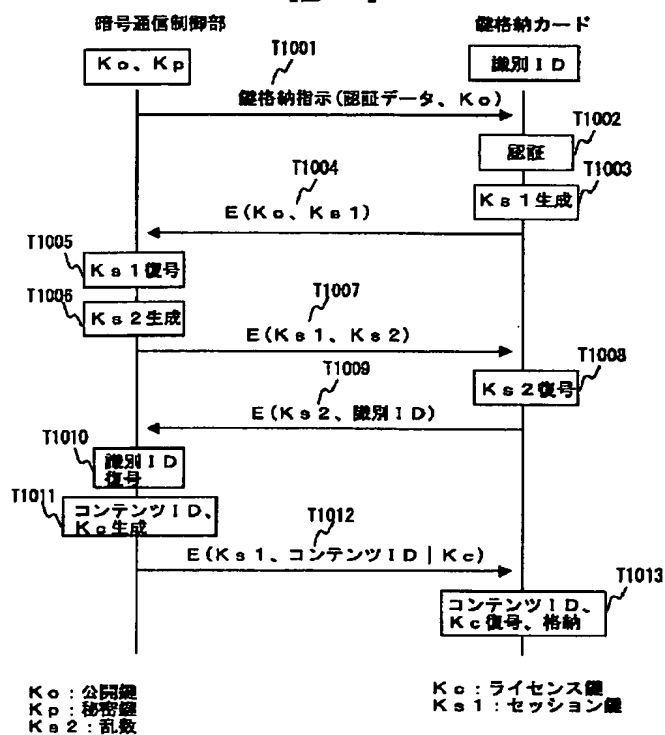 暗号通信制御部
鍵格納カード
Ko、Kp
T1001
識別ID
鍵格納指示(認証データ、Ko)
T1002
認証
T1004
T1003
Ks1生成
E(Ko、Ks1)
T1005
Ks1復号
T1006
T1007
Ks2生成
E(Ks1、Ks2)
T1008
T1009
Ks2復号
E(Ks2、識別ID)
T1010
識別ID
復号
T1011
T1012
コンテンツID、
Kc生成
E(Ks1、コンテンツID|Kc)
T1013
コンテンツID、
Kc復号、格納
Ko:公開鍵
Kp:秘密鍵
Ks2:乱数
Kc:ライセンス鍵
Ks1:セッション鍵